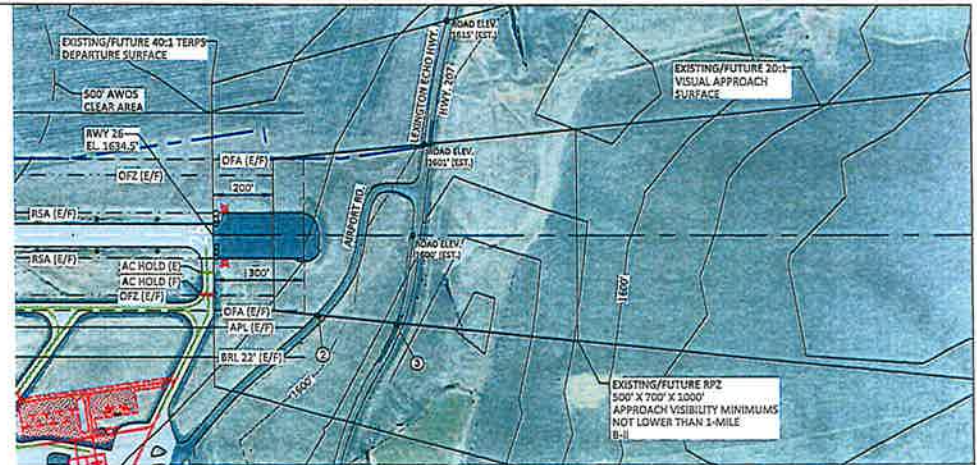 EXISTING/FUTURE 40:1 TERPS
DEPARTURE SURFACE
500' AWOS
CLEAR AREA
RWY 26
EL. 1634.5'
OFA (E/F)
OFZ (E/F)
200'
RSA (E/F)
RSA (E/F)
AC HOLD (E)
AC HOLD (F)
OFZ (E/F)
300'
OFA (E/F)
APL (E/F)
BRL 22' (E/F)
AIRPORT RD.
LEXINGTON ECHO HWY.
HWY. 207
ROAD ELEV.
1615' (EST.)
ROAD ELEV.
1601' (EST.)
ROAD ELEV.
1600' (EST.)
EXISTING/FUTURE 20:1
VISUAL APPROACH
SURFACE
1600'
1600'
2
3
EXISTING/FUTURE RPZ
500' X 700' X 1000'
APPROACH VISIBILITY MINIMUMS
NOT LOWER THAN 1-MILE
B-II